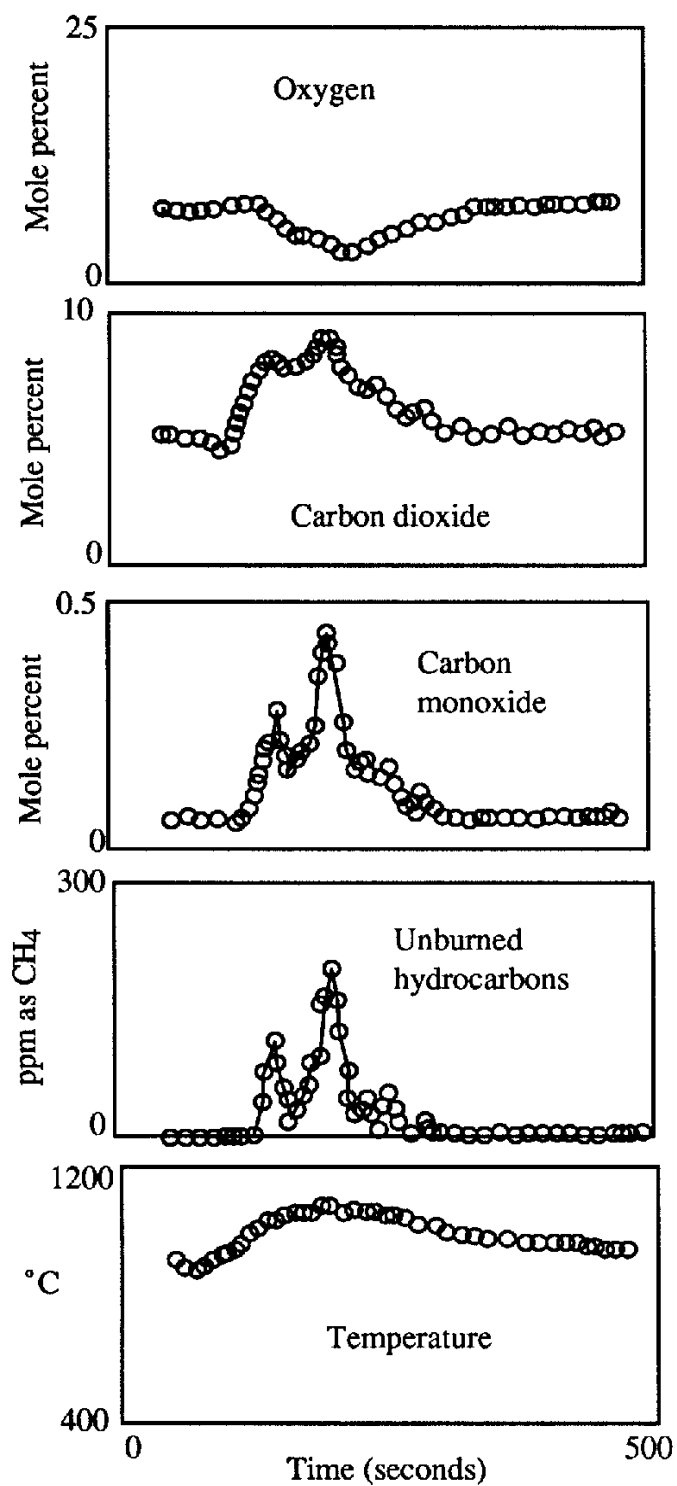 25
Oxygen
Mole percent
0
10
Mole percent
Carbon dioxide
0
0.5
Carbon
monoxide
Mole percent
0
300
Unburned
hydrocarbons
ppm as CH4
0
1200
°C
Temperature
400
0
500
Time (seconds)